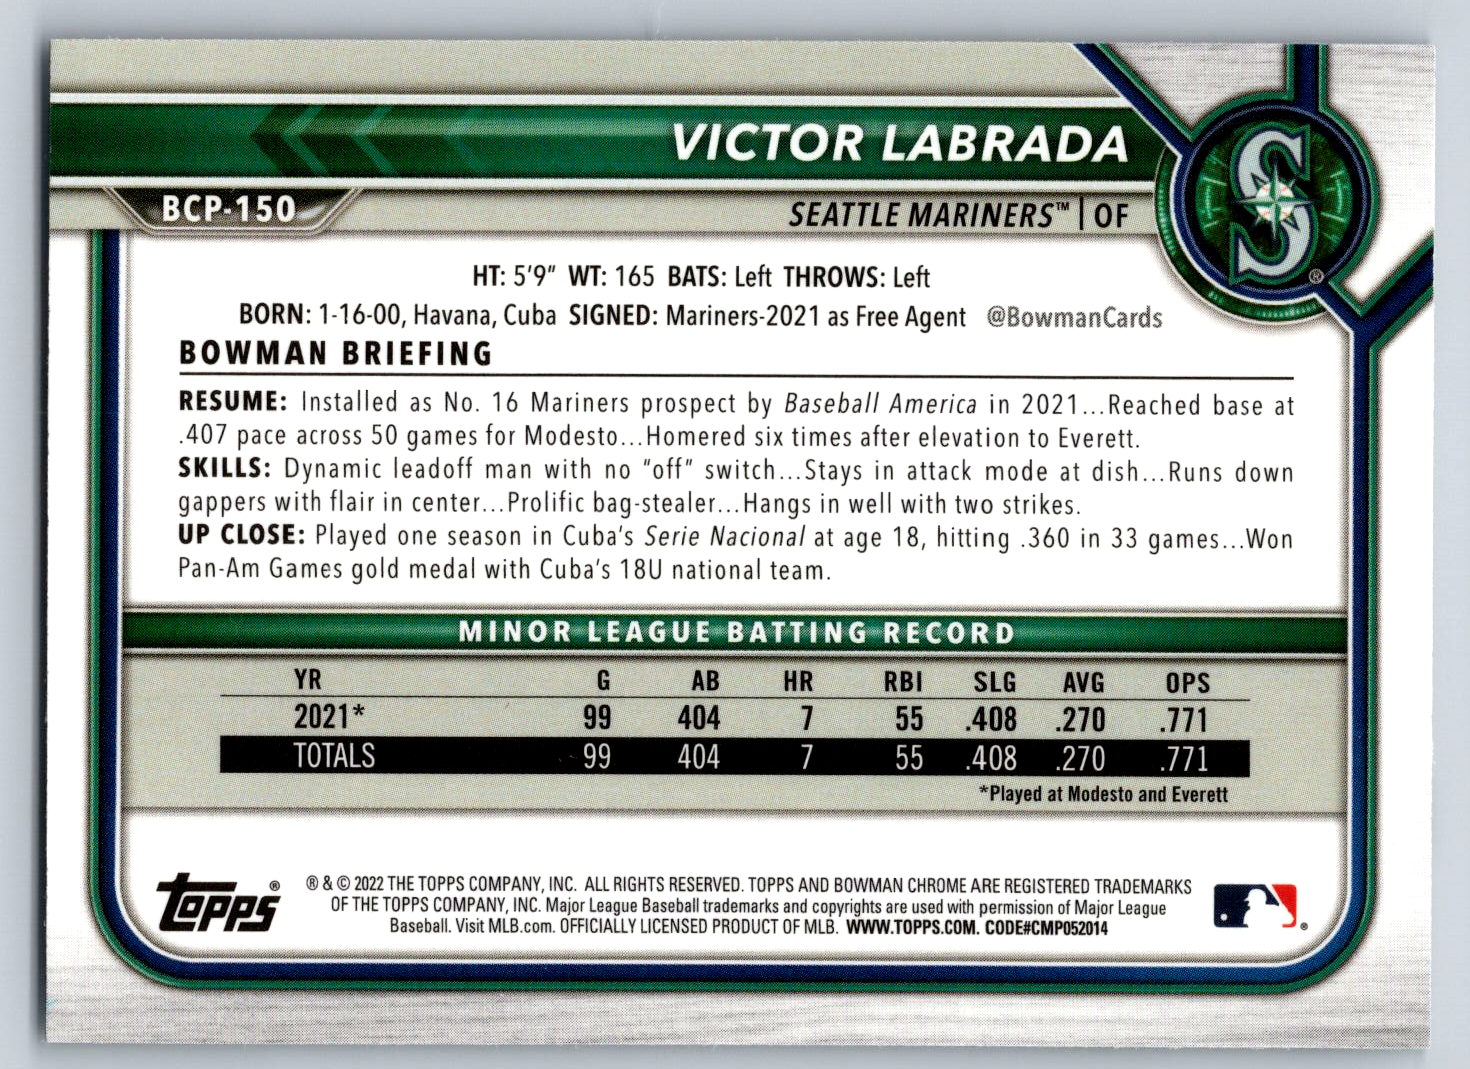 VICTOR LABRADA
BCP-150
SEATTLE MARINERS™ | OF
S
®
HT: 5'9" WT: 165 BATS: Left THROWS: Left
BORN: 1-16-00, Havana, Cuba SIGNED: Mariners-2021 as Free Agent @BowmanCards
BOWMAN BRIEFING
RESUME: Installed as No. 16 Mariners prospect by Baseball America in 2021...Reached base at
.407 pace across 50 games for Modesto...Homered six times after elevation to Everett.
SKILLS: Dynamic leadoff man with no "off" switch...Stays in attack mode at dish...Runs down
gappers with flair in center...Prolific bag-stealer...Hangs in well with two strikes.
UP CLOSE: Played one season in Cuba's Serie Nacional at age 18, hitting .360 in 33 games...Won
Pan-Am Games gold medal with Cuba's 18U national team.
MINOR LEAGUE BATTING RECORD
YR G AB HR RBI SLG AVG OPS
2021* 99 404 7 55 .408 .270 .771
TOTALS 99 404 7 55 .408 .270 .771
*Played at Modesto and Everett
topps®
® & © 2022 THE TOPPS COMPANY, INC. ALL RIGHTS RESERVED. TOPPS AND BOWMAN CHROME ARE REGISTERED TRADEMARKS
OF THE TOPPS COMPANY, INC. Major League Baseball trademarks and copyrights are used with permission of Major League
Baseball. Visit MLB.com. OFFICIALLY LICENSED PRODUCT OF MLB. WWW.TOPPS.COM. CODE#CMP052014
®